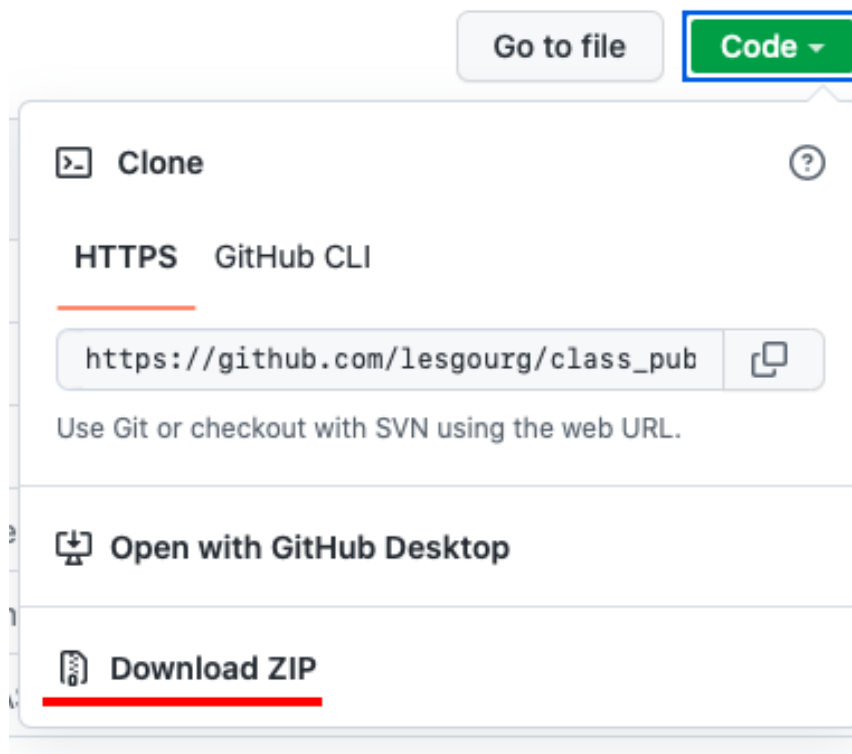 Go to file
Code
Clone
HTTPS
GitHub CLI
https://github.com/lesgourg/class_pub
Use Git or checkout with SVN using the web URL.
Open with GitHub Desktop
Download ZIP